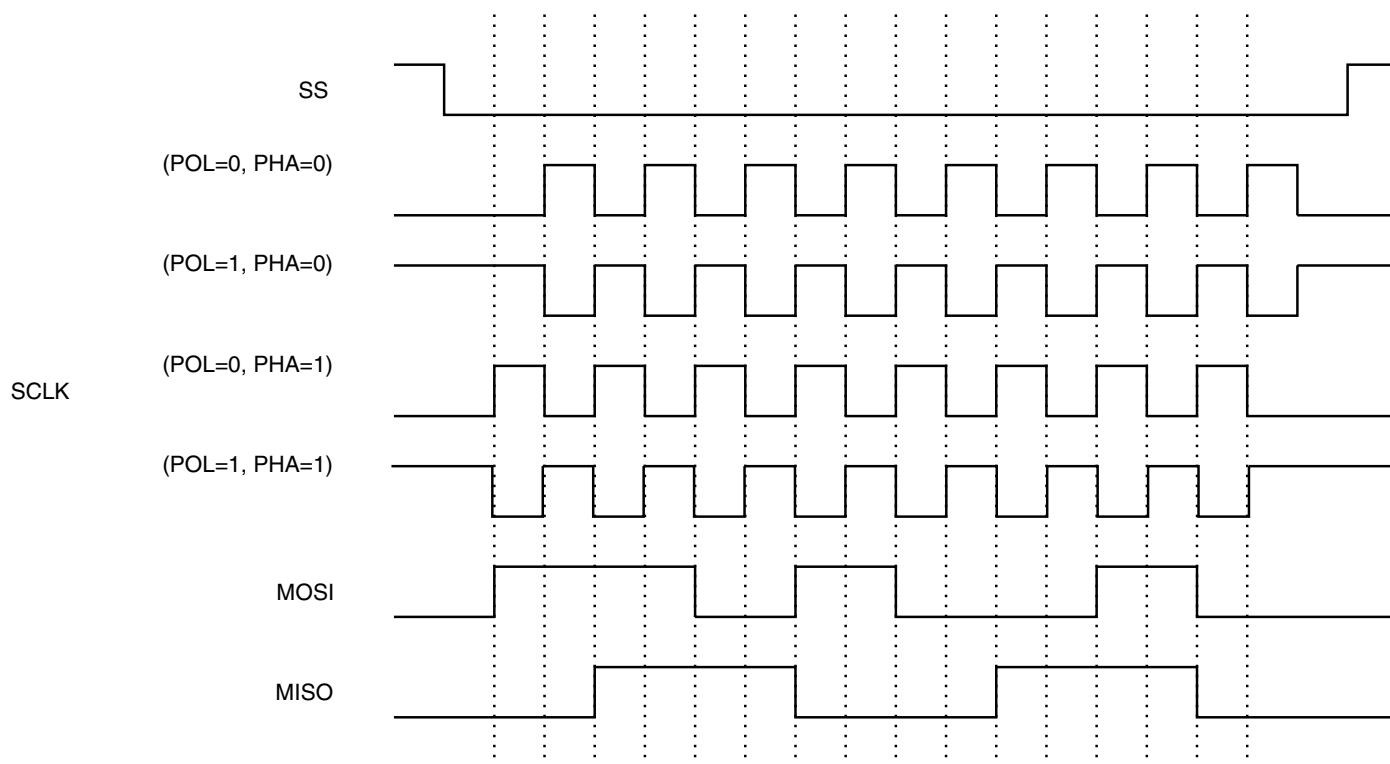 SS
(POL=0, PHA=0)
(POL=1, PHA=0)
(POL=0, PHA=1)
SCLK
(POL=1, PHA=1)
MOSI
MISO